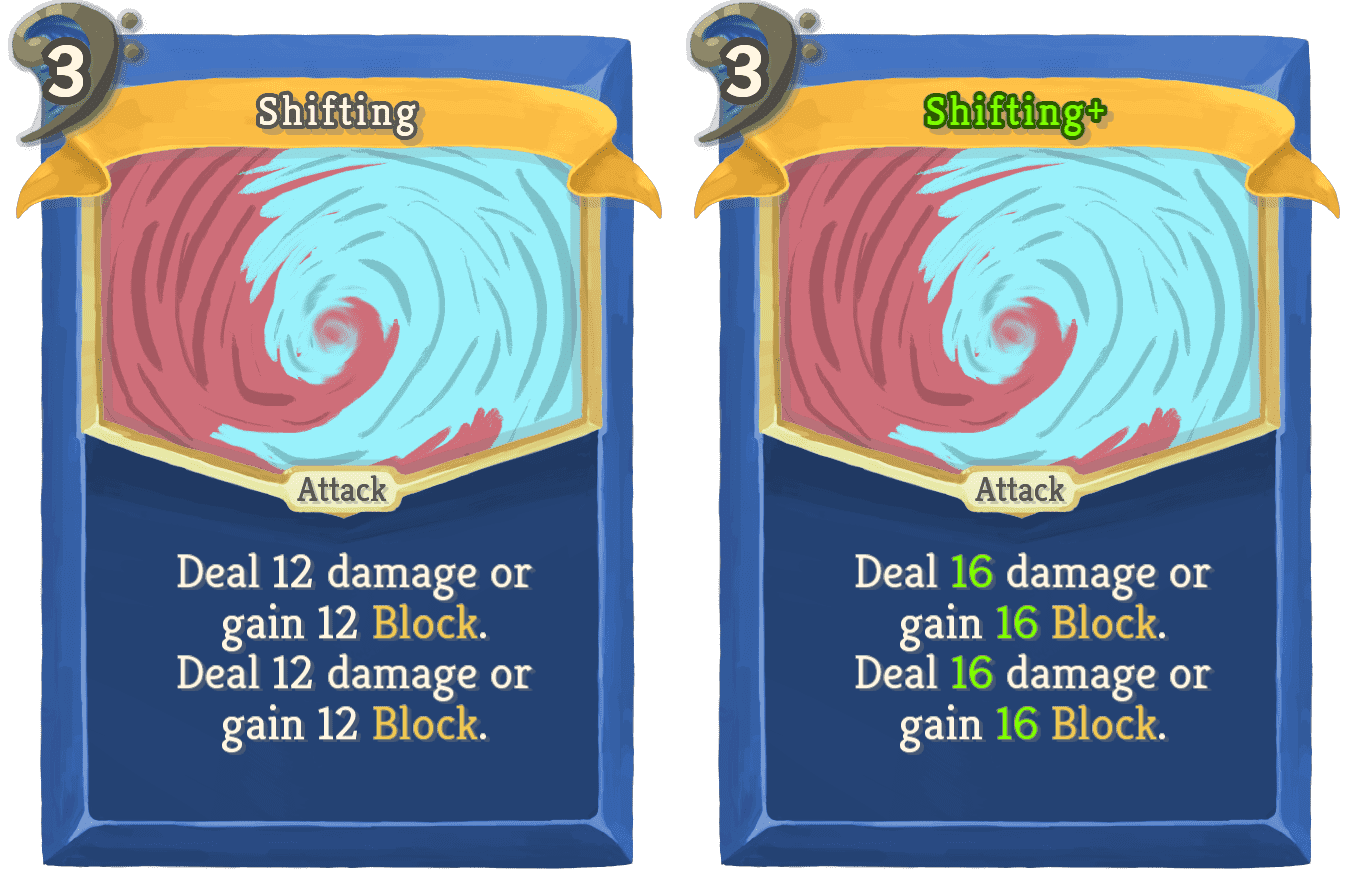 3
Shifting
Attack
Deal 12 damage or
gain 12 Block.
Deal 12 damage or
gain 12 Block.
3
Shifting+
Attack
Deal 16 damage or
gain 16 Block.
Deal 16 damage or
gain 16 Block.